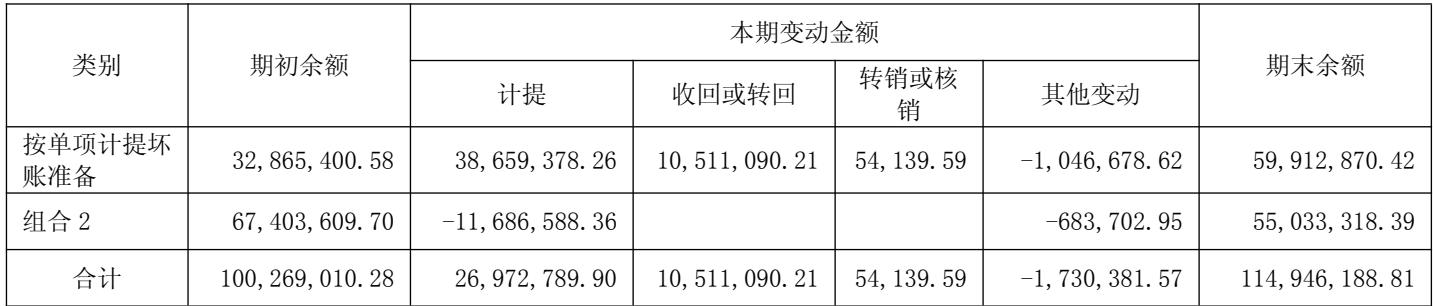 类别 期初余额 本期变动金额 期末余额
计提 收回或转回 转销或核销 其他变动
按单项计提坏账准备 32,865,400.58 38,659,378.26 10,511,090.21 54,139.59 -1,046,678.62 59,912,870.42
组合 2 67,403,609.70 -11,686,588.36 -683,702.95 55,033,318.39
合计 100,269,010.28 26,972,789.90 10,511,090.21 54,139.59 -1,730,381.57 114,946,188.81